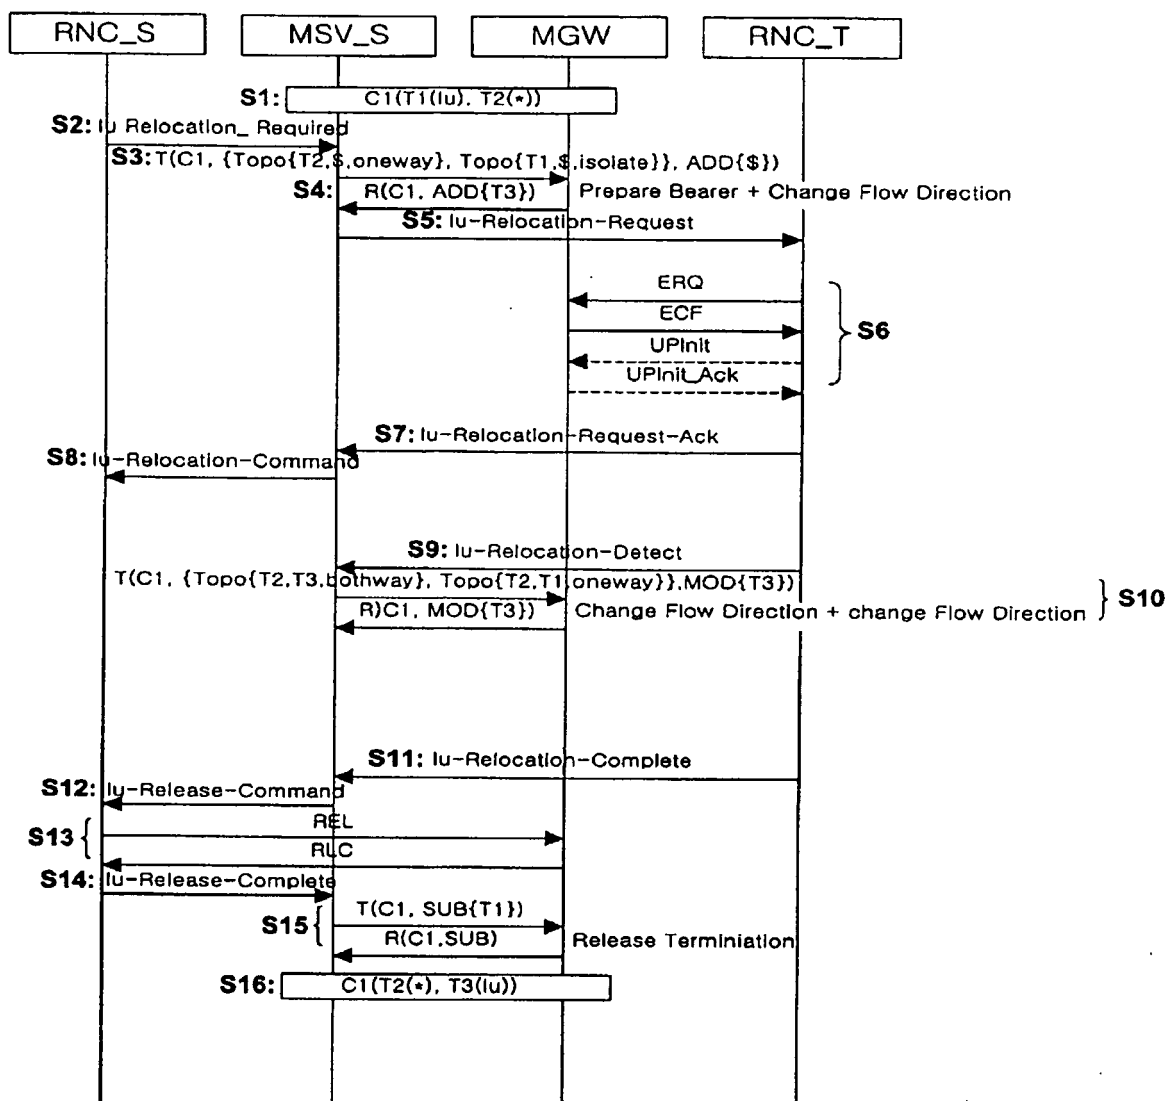 RNC_S MSV_S MGW RNC_T
S1: C1(T1(Iu), T2(*))
S2: Iu Relocation_ Required
S3: T(C1, {Topo{T2,$,oneway}, Topo{T1,$,isolate}}, ADD{$})
S4: R(C1, ADD{T3}) Prepare Bearer + Change Flow Direction
S5: Iu-Relocation-Request
ERQ
ECF
S6
UPInit
UPInit_Ack
S7: Iu-Relocation-Request-Ack
S8: Iu-Relocation-Command
S9: Iu-Relocation-Detect
T(C1, {Topo{T2,T3,bothway}, Topo{T2,T1,oneway}},MOD{T3})
S10
R)C1, MOD{T3}) Change Flow Direction + change Flow Direction
S11: Iu-Relocation-Complete
S12: Iu-Release-Command
REL
S13
RLC
S14: Iu-Release-Complete
T(C1, SUB{T1})
S15
R(C1,SUB) Release Terminiation
S16: C1(T2(*), T3(Iu))